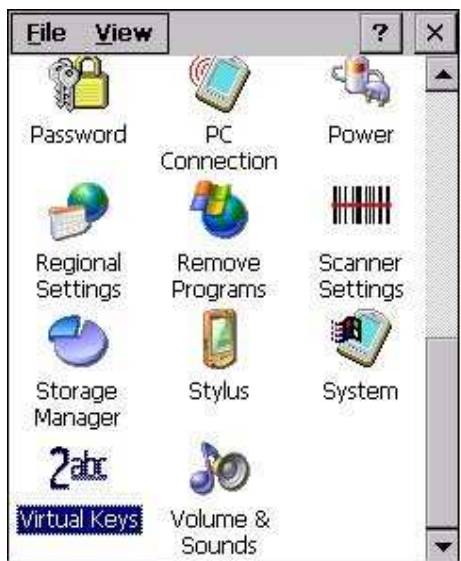 File View ? ×
Password PC Connection Power
Regional Settings Remove Programs Scanner Settings
Storage Manager Stylus System
2abc
Virtual Keys Volume & Sounds